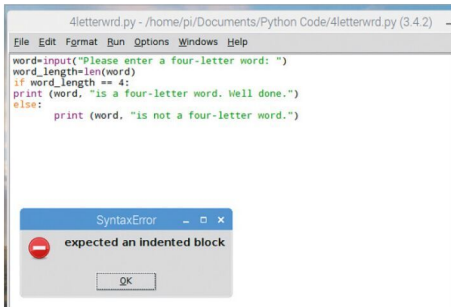 4letterwrd.py - /home/pi/Documents/Python Code/4letterwrd.py (3.4.2)
File Edit Format Run Options Windows Help
word=input("Please enter a four-letter word: ")
word_length=len(word)
if word_length == 4:
print (word, "is a four-letter word. Well done.")
else:
        print (word, "is not a four-letter word.")
SyntaxError
expected an indented block
OK